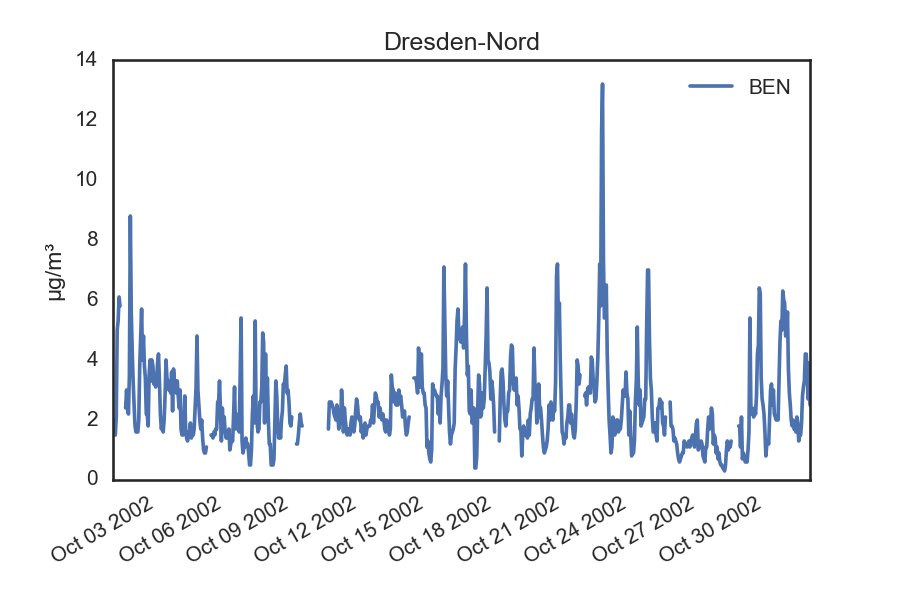 Dresden-Nord
14
12
10
8
6
4
2
0
µg/m³
BEN
Oct 03 2002
Oct 06 2002
Oct 09 2002
Oct 12 2002
Oct 15 2002
Oct 18 2002
Oct 21 2002
Oct 24 2002
Oct 27 2002
Oct 30 2002